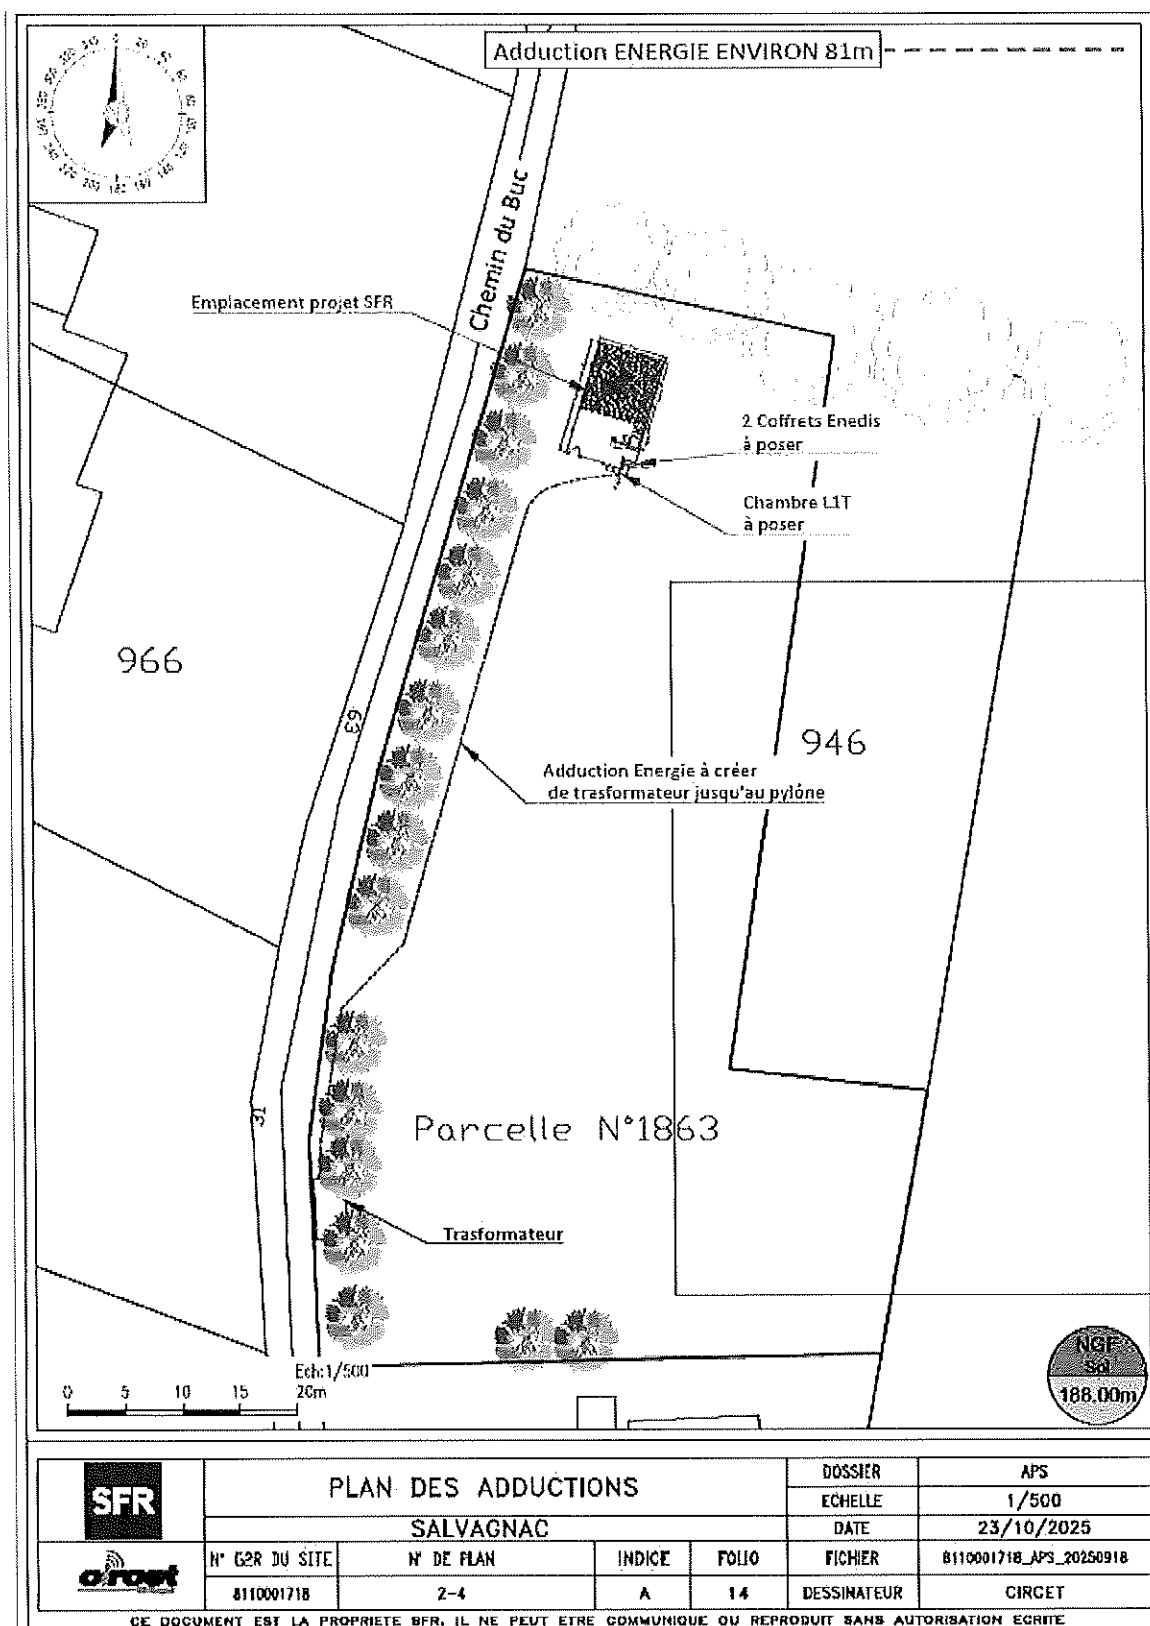 Adduction ENERGIE ENVIRON 81m
Chemin du Buc
Emplacement projet SFR
2 Coffrets Enedis
à poser
Chambre L1T
à poser
966
63
946
Adduction Energie à créer
de trasformateur jusqu'au pylône
31
Parcelle N°1863
Trasformateur
Ech:1/500
0 5 10 15 20m
NGF
Sol
188.00m
SFR
PLAN DES ADDUCTIONS
SALVAGNAC
DOSSIER APS
ECHELLE 1/500
DATE 23/10/2025
circet
N° G2R DU SITE N° DE PLAN INDICE FOLIO FICHIER 8110001718_APS_20250918
8110001718 2-4 A 14 DESSINATEUR CIRCET
CE DOCUMENT EST LA PROPRIETE SFR, IL NE PEUT ETRE COMMUNIQUE OU REPRODUIT SANS AUTORISATION ECRITE